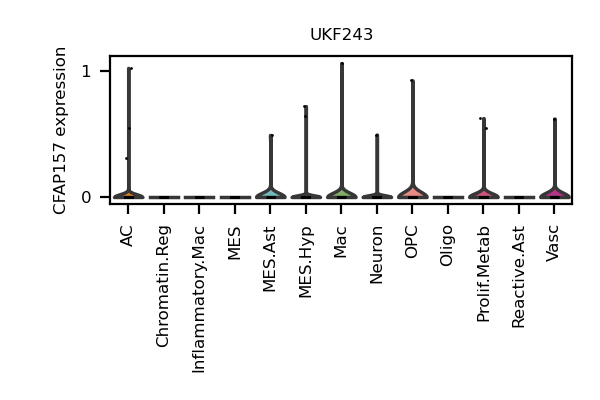 UKF243
CFAP157 expression
1
0
AC
Chromatin.Reg
Inflammatory.Mac
MES
MES.Ast
MES.Hyp
Mac
Neuron
OPC
Oligo
Prolif.Metab
Reactive.Ast
Vasc